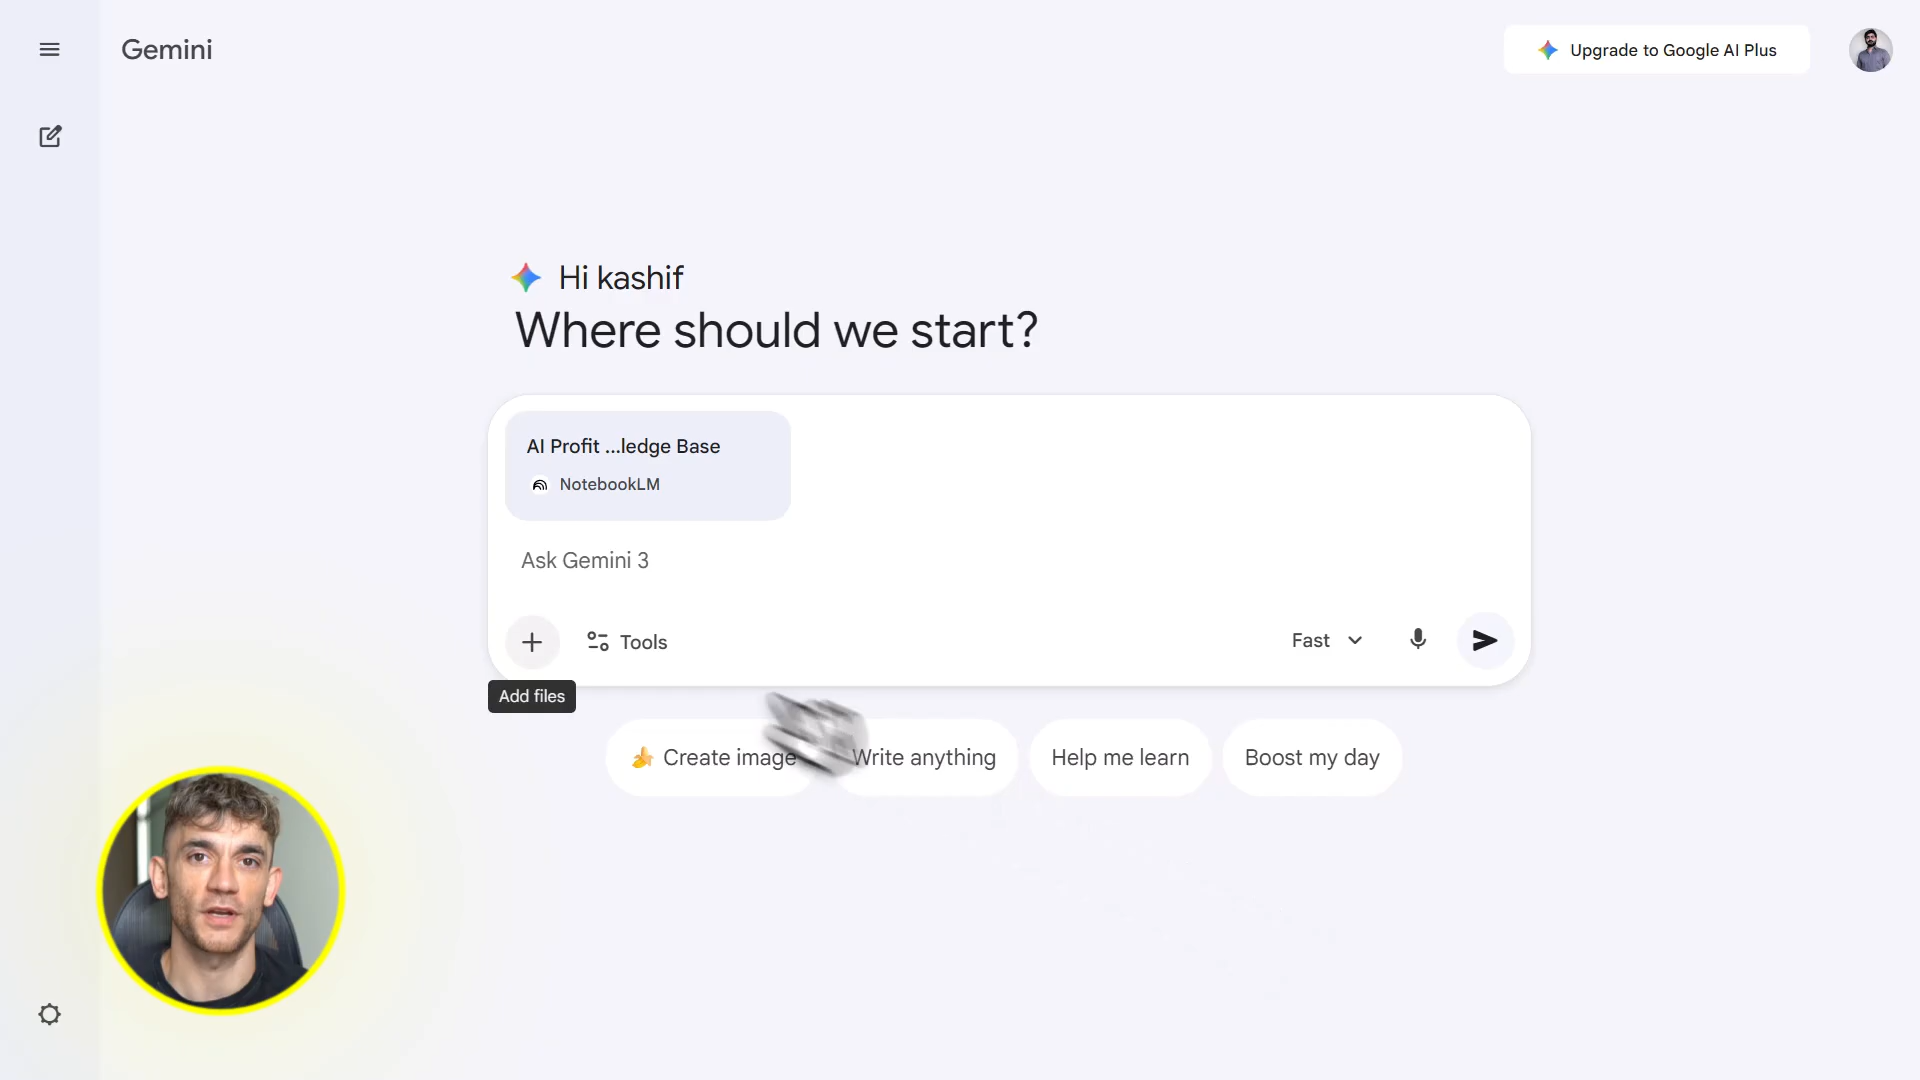 Gemini
Upgrade to Google AI Plus
Hi kashif
Where should we start?
AI Profit ...ledge Base
NotebookLM
Ask Gemini 3
Tools
Fast
Add files
Create image
Write anything
Help me learn
Boost my day